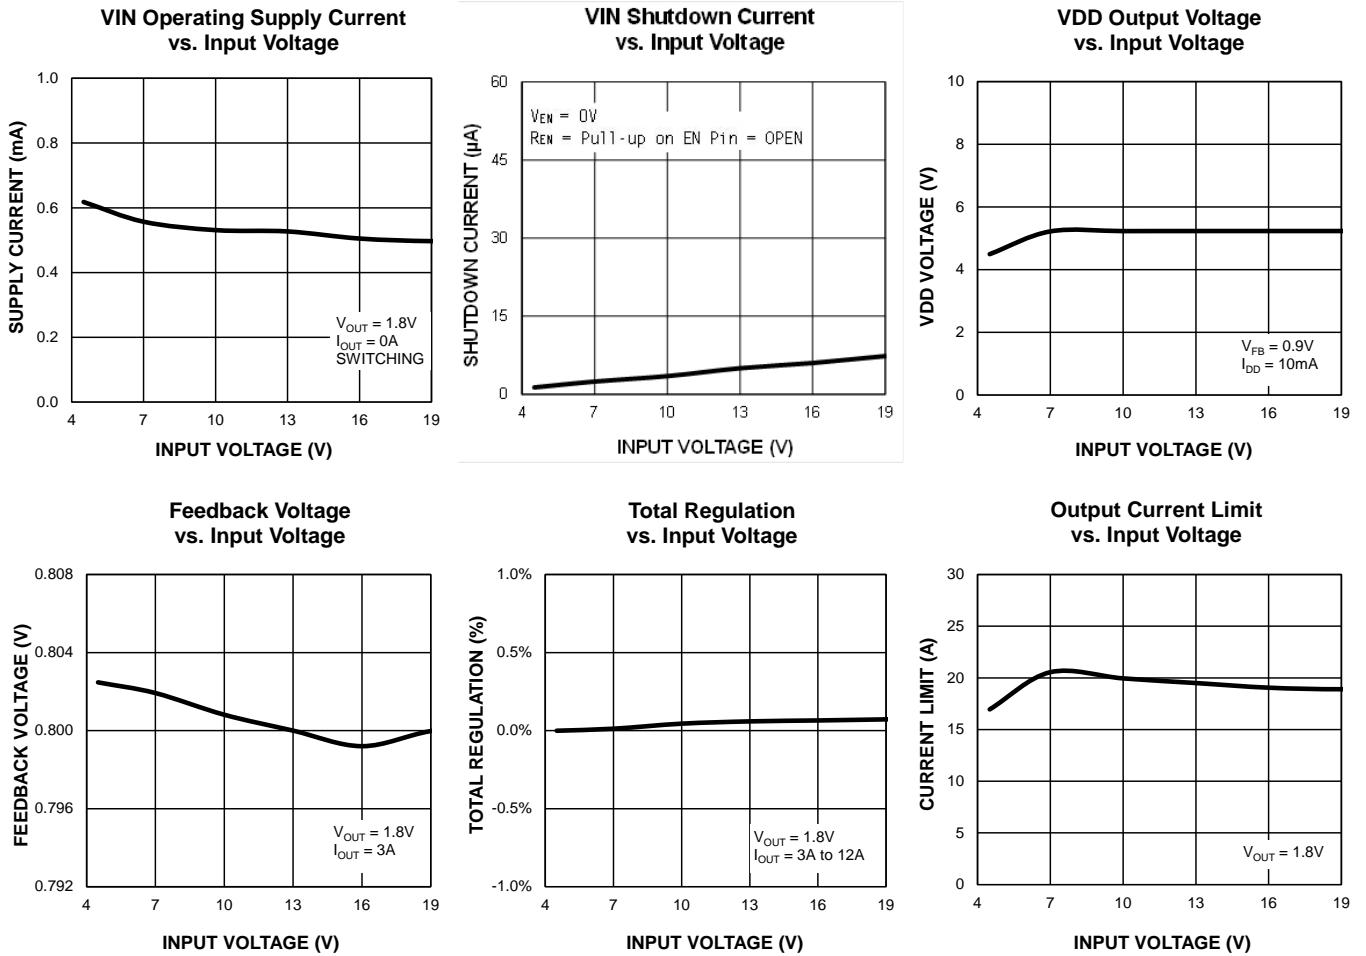 VIN Operating Supply Current
vs. Input Voltage
SUPPLY CURRENT (mA)
1.0
0.8
0.6
0.4
0.2
0.0
V_OUT = 1.8V
I_OUT = 0A
SWITCHING
4 7 10 13 16 19
INPUT VOLTAGE (V)
VIN Shutdown Current
vs. Input Voltage
SHUTDOWN CURRENT (µA)
60
45
30
15
0
VEN = 0V
REN = Pull-up on EN Pin = OPEN
4 7 10 13 16 19
INPUT VOLTAGE (V)
VDD Output Voltage
vs. Input Voltage
VDD VOLTAGE (V)
10
8
6
4
2
0
V_FB = 0.9V
I_DD = 10mA
4 7 10 13 16 19
INPUT VOLTAGE (V)
Feedback Voltage
vs. Input Voltage
FEEDBACK VOLTAGE (V)
0.808
0.804
0.800
0.796
0.792
V_OUT = 1.8V
I_OUT = 3A
4 7 10 13 16 19
INPUT VOLTAGE (V)
Total Regulation
vs. Input Voltage
TOTAL REGULATION (%)
1.0%
0.5%
0.0%
-0.5%
-1.0%
V_OUT = 1.8V
I_OUT = 3A to 12A
4 7 10 13 16 19
INPUT VOLTAGE (V)
Output Current Limit
vs. Input Voltage
CURRENT LIMIT (A)
30
25
20
15
10
5
0
V_OUT = 1.8V
4 7 10 13 16 19
INPUT VOLTAGE (V)